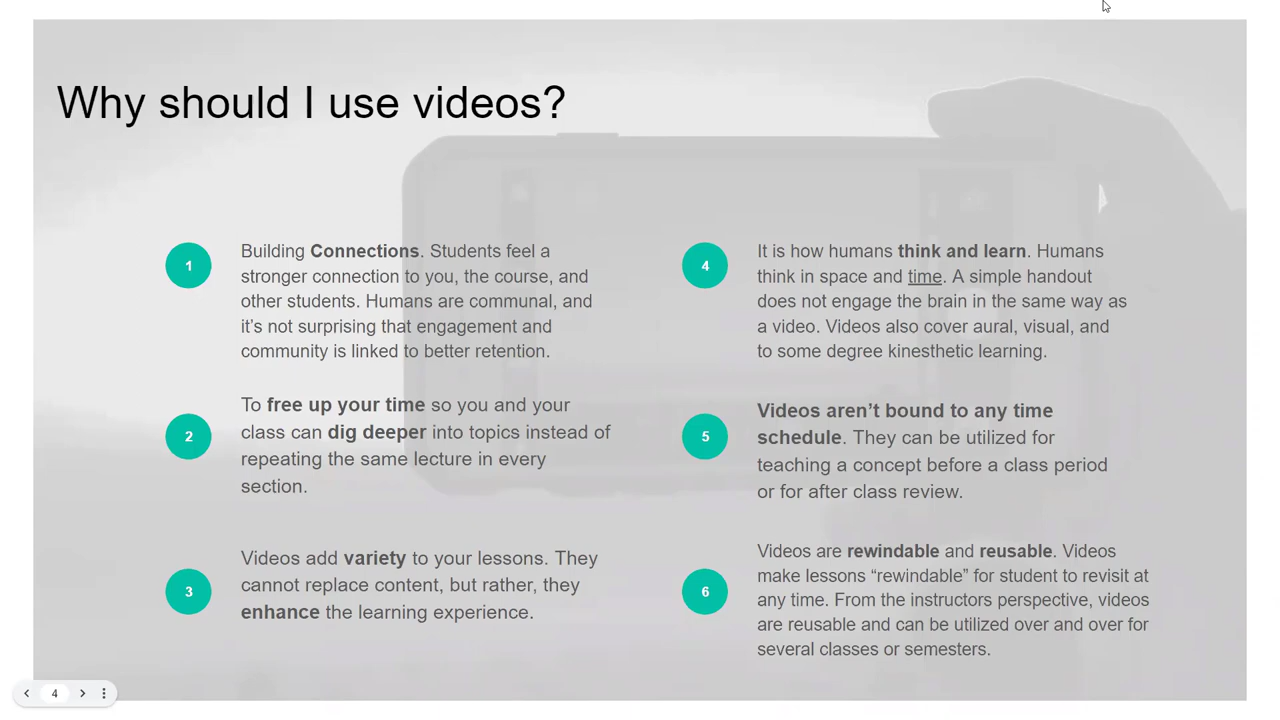 Why should I use videos?
1
Building Connections. Students feel a
stronger connection to you, the course, and
other students. Humans are communal, and
it's not surprising that engagement and
community is linked to better retention.
2
To free up your time so you and your
class can dig deeper into topics instead of
repeating the same lecture in every
section.
3
Videos add variety to your lessons. They
cannot replace content, but rather, they
enhance the learning experience.
4
It is how humans think and learn. Humans
think in space and time. A simple handout
does not engage the brain in the same way as
a video. Videos also cover aural, visual, and
to some degree kinesthetic learning.
5
Videos aren't bound to any time
schedule. They can be utilized for
teaching a concept before a class period
or for after class review.
6
Videos are rewindable and reusable. Videos
make lessons “rewindable” for student to revisit at
any time. From the instructors perspective, videos
are reusable and can be utilized over and over for
several classes or semesters.
4